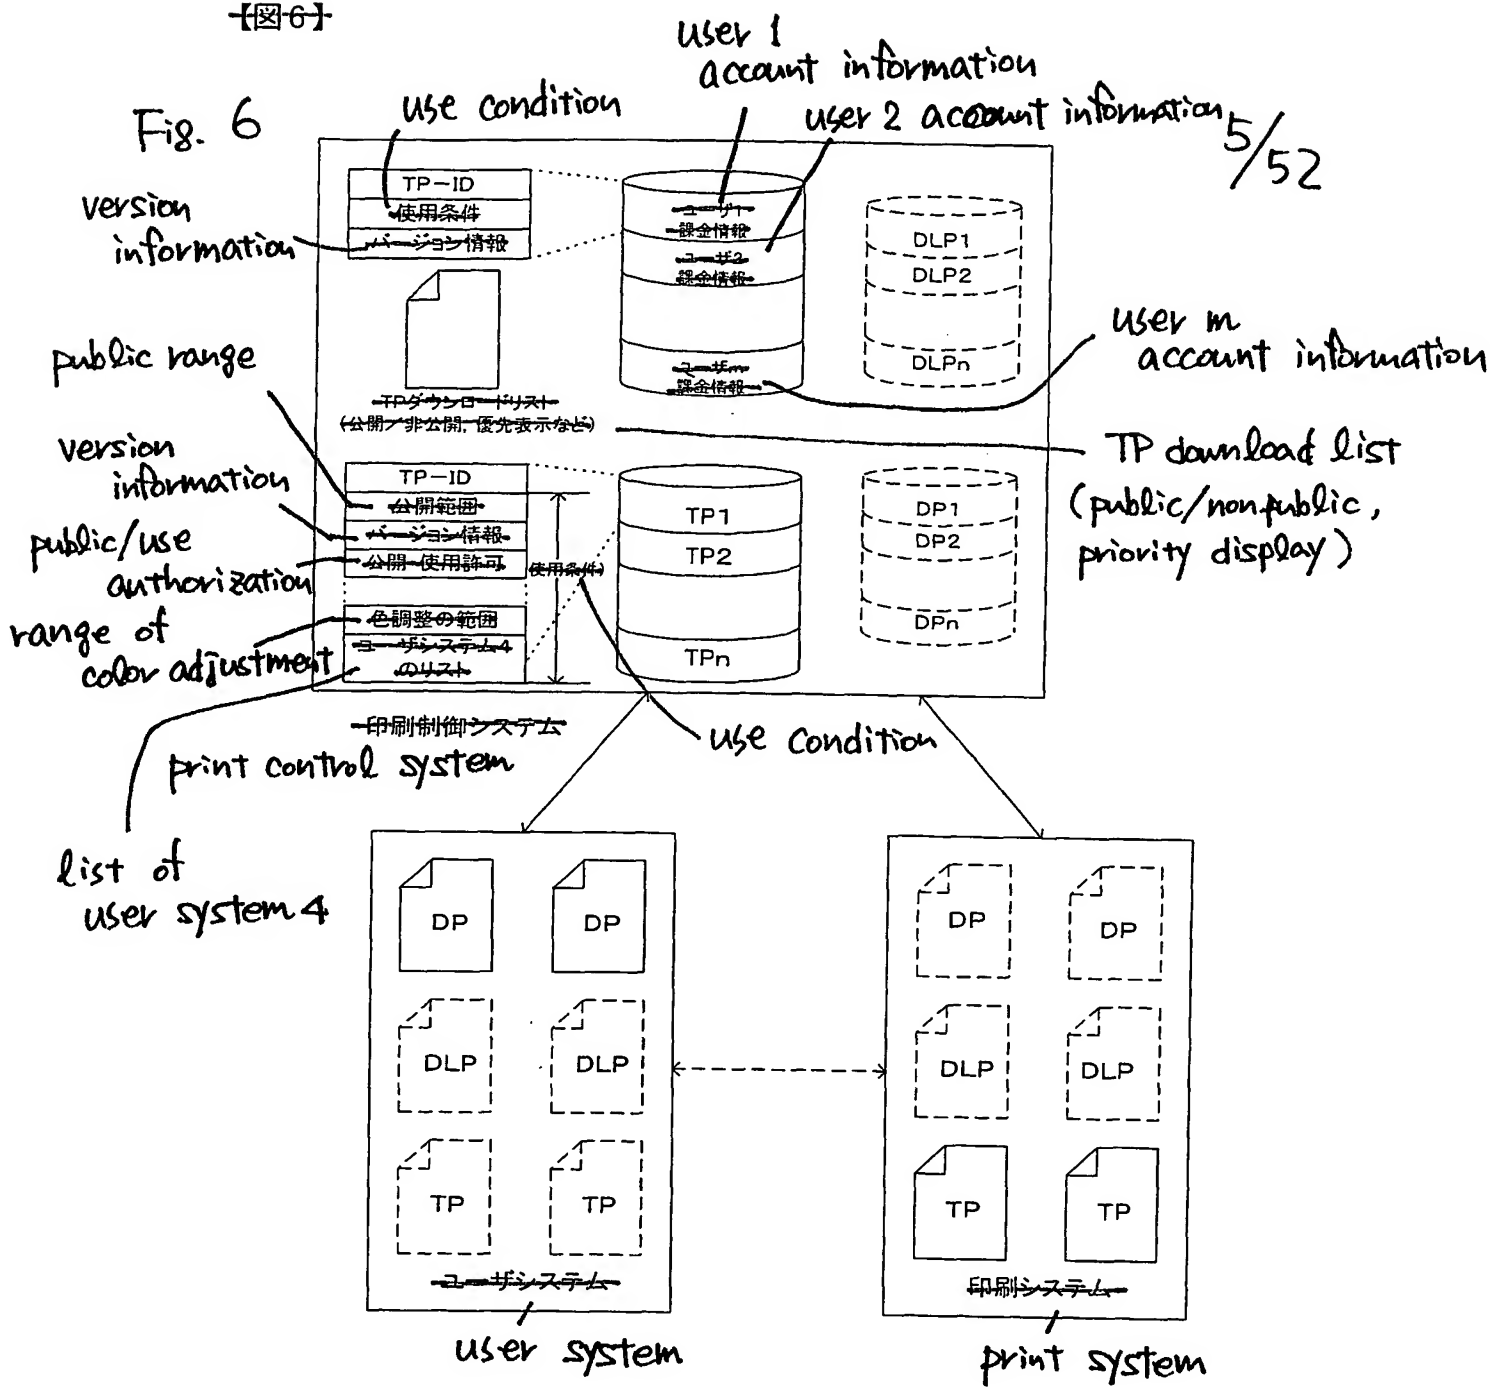 【図6】
Fig. 6
5/52
user 1
account information
use condition
user 2 account information
version
information
TP-ID
使用条件
バージョン情報
ユーザ1
課金情報
ユーザ2
課金情報
ユーザm
課金情報
DLP1
DLP2
DLPn
user m
account information
public range
TPダウンロードリスト
(公開/非公開, 優先表示など)
TP download list
(public/nonpublic,
priority display)
version
information
public/use
authorization
range of
color adjustment
TP-ID
公開範囲
バージョン情報
公開・使用許可
色調整の範囲
ユーザシステム4
のリスト
(使用条件)
TP1
TP2
TPn
DP1
DP2
DPn
印刷制御システム
print control system
use condition
list of
user system 4
DP DP
DLP DLP
TP TP
ユーザシステム
user system
DP DP
DLP DLP
TP TP
印刷システム
print system